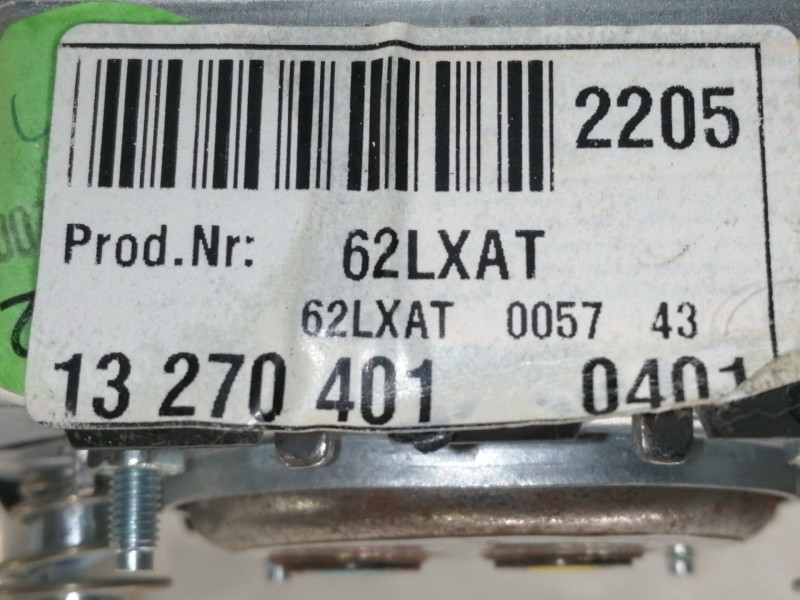 2205
Prod.Nr: 62LXAT
62LXAT 0057 43
13 270 401 0401